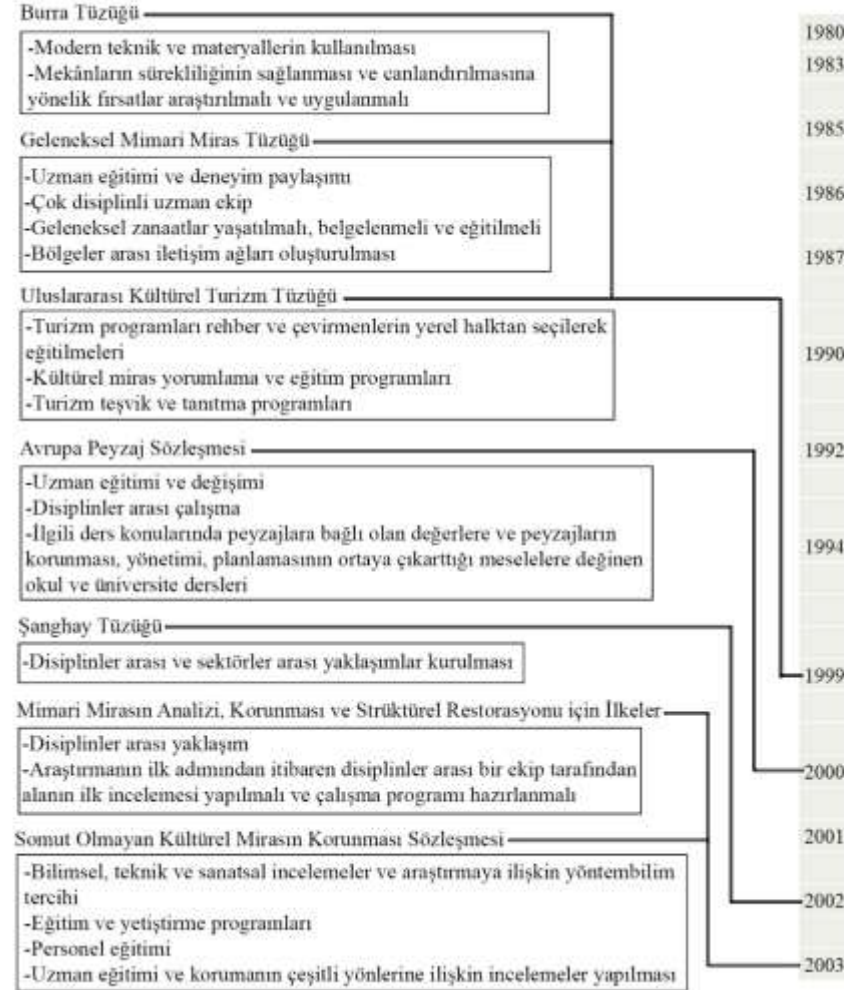 Burra Tüzüğü
-Modern teknik ve materyallerin kullanılması
-Mekânların sürekliliğinin sağlanması ve canlandırılmasına
yönelik fırsatlar araştırılmalı ve uygulanmalı
Geleneksel Mimari Miras Tüzüğü
-Uzman eğitimi ve deneyim paylaşımı
-Çok disiplinli uzman ekip
-Geleneksel zanaatlar yaşatılmalı, belgelenmeli ve eğitilmeli
-Bölgeler arası iletişim ağları oluşturulması
Uluslararası Kültürel Turizm Tüzüğü
-Turizm programları rehber ve çevirmenlerin yerel halktan seçilerek
eğitilmeleri
-Kültürel miras yorumlama ve eğitim programları
-Turizm teşvik ve tanıtma programları
Avrupa Peyzaj Sözleşmesi
-Uzman eğitimi ve değişimi
-Disiplinler arası çalışma
-İlgili ders konularında peyzajlara bağlı olan değerlere ve peyzajların
korunması, yönetimi, planlamasının ortaya çıkarttığı meselelere değinen
okul ve üniversite dersleri
Şanghay Tüzüğü
-Disiplinler arası ve sektörler arası yaklaşımlar kurulması
Mimari Mirasın Analizi, Korunması ve Strüktürel Restorasyonu için İlkeler
-Disiplinler arası yaklaşım
-Araştırmanın ilk adımından itibaren disiplinler arası bir ekip tarafından
alanın ilk incelemesi yapılmalı ve çalışma programı hazırlanmalı
Somut Olmayan Kültürel Mirasın Korunması Sözleşmesi
-Bilimsel, teknik ve sanatsal incelemeler ve araştırmaya ilişkin yöntembilim
tercihi
-Eğitim ve yetiştirme programları
-Personel eğitimi
-Uzman eğitimi ve korumanın çeşitli yönlerine ilişkin incelemeler yapılması
1980
1983
1985
1986
1987
1990
1992
1994
1999
2000
2001
2002
2003